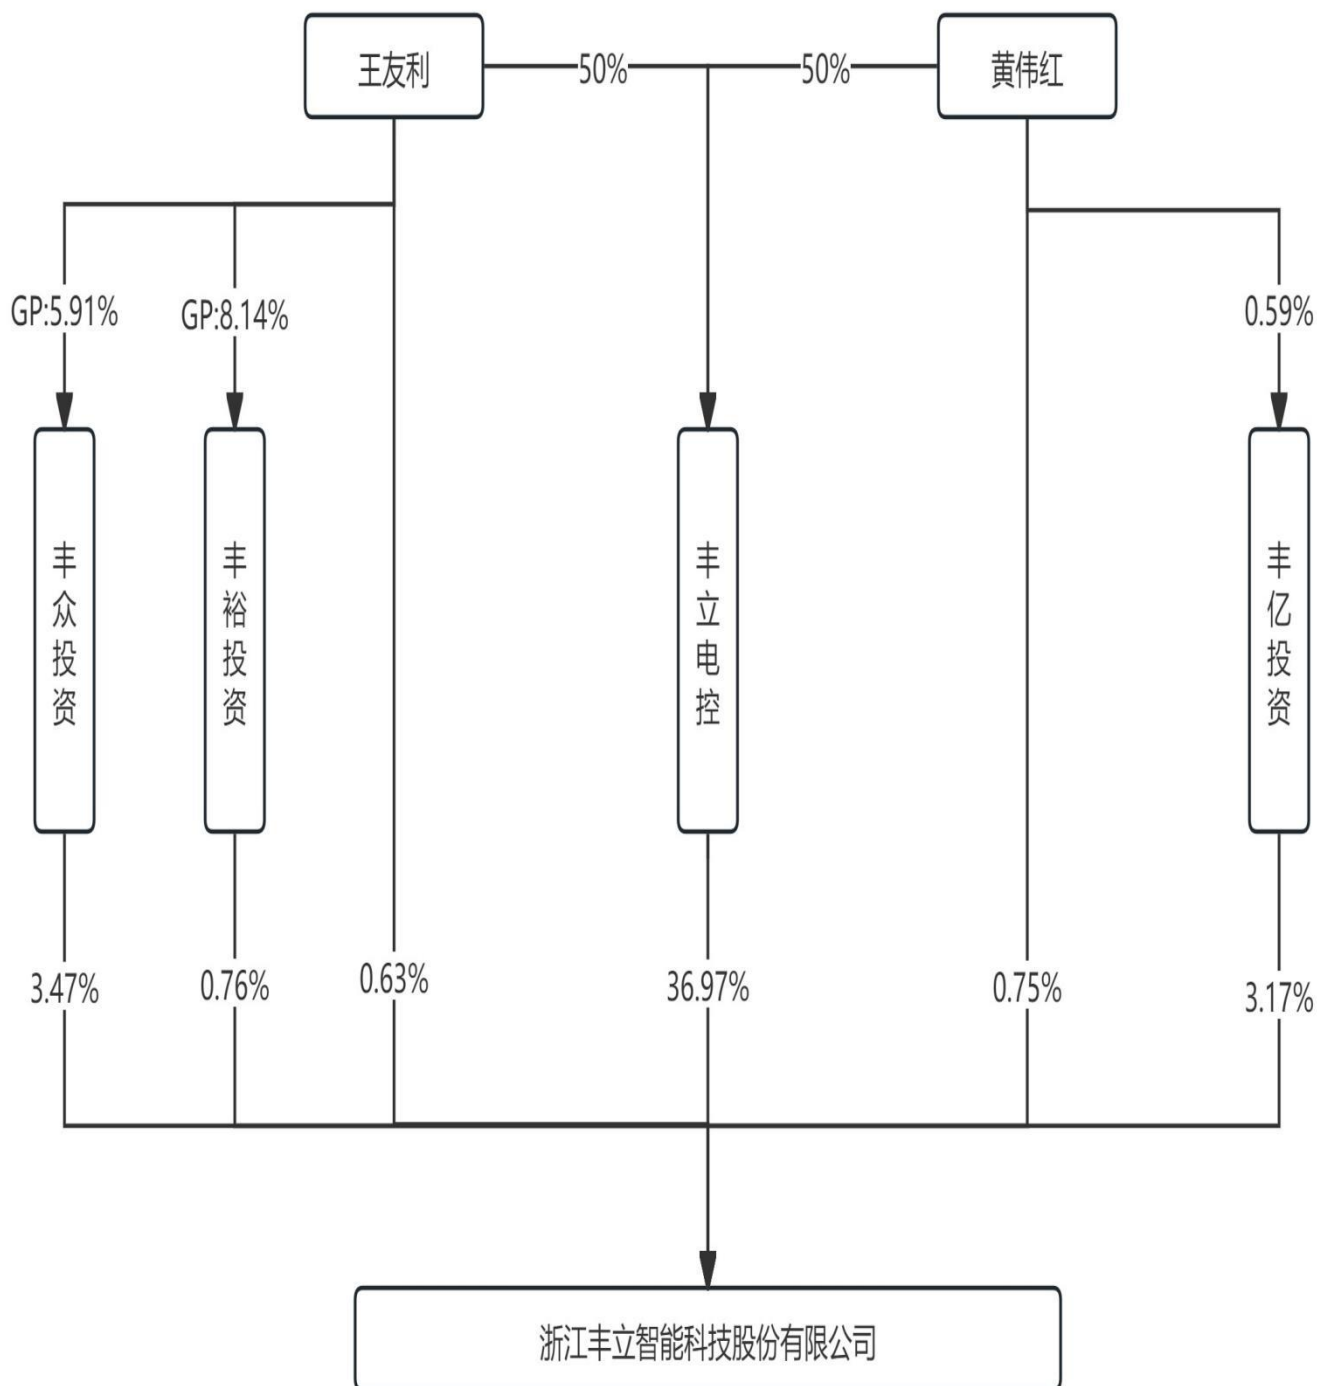 王友利
50%
50%
黄伟红
GP:5.91%
GP:8.14%
0.59%
丰众投资
丰裕投资
丰立电控
丰亿投资
3.47%
0.76%
0.63%
36.97%
0.75%
3.17%
浙江丰立智能科技股份有限公司